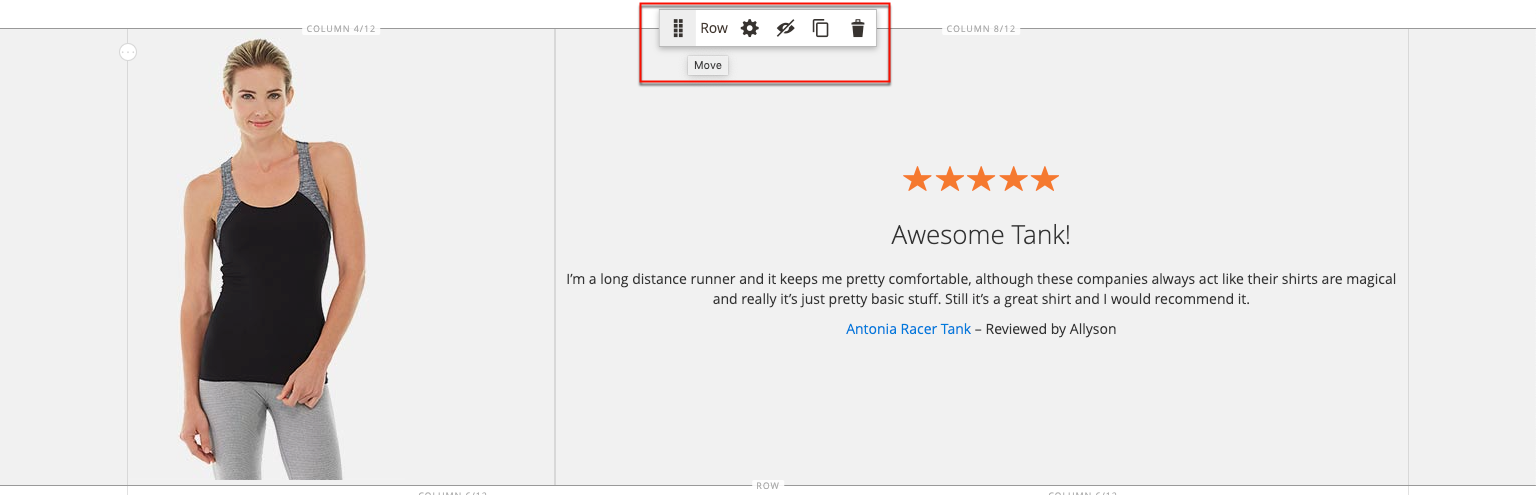 COLUMN 4/12
Row
COLUMN 8/12
Move
Awesome Tank!
I'm a long distance runner and it keeps me pretty comfortable, although these companies always act like their shirts are magical
and really it's just pretty basic stuff. Still it's a great shirt and I would recommend it.
Antonia Racer Tank – Reviewed by Allyson
ROW
COLUMN 6/12
COLUMN 6/12